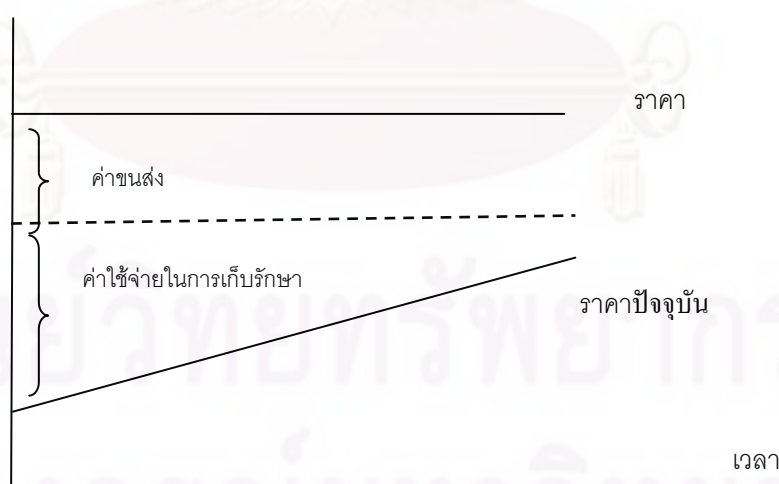 ราคา
ค่าขนส่ง
ค่าใช้จ่ายในการเก็บรักษา
ราคาปัจจุบัน
เวลา